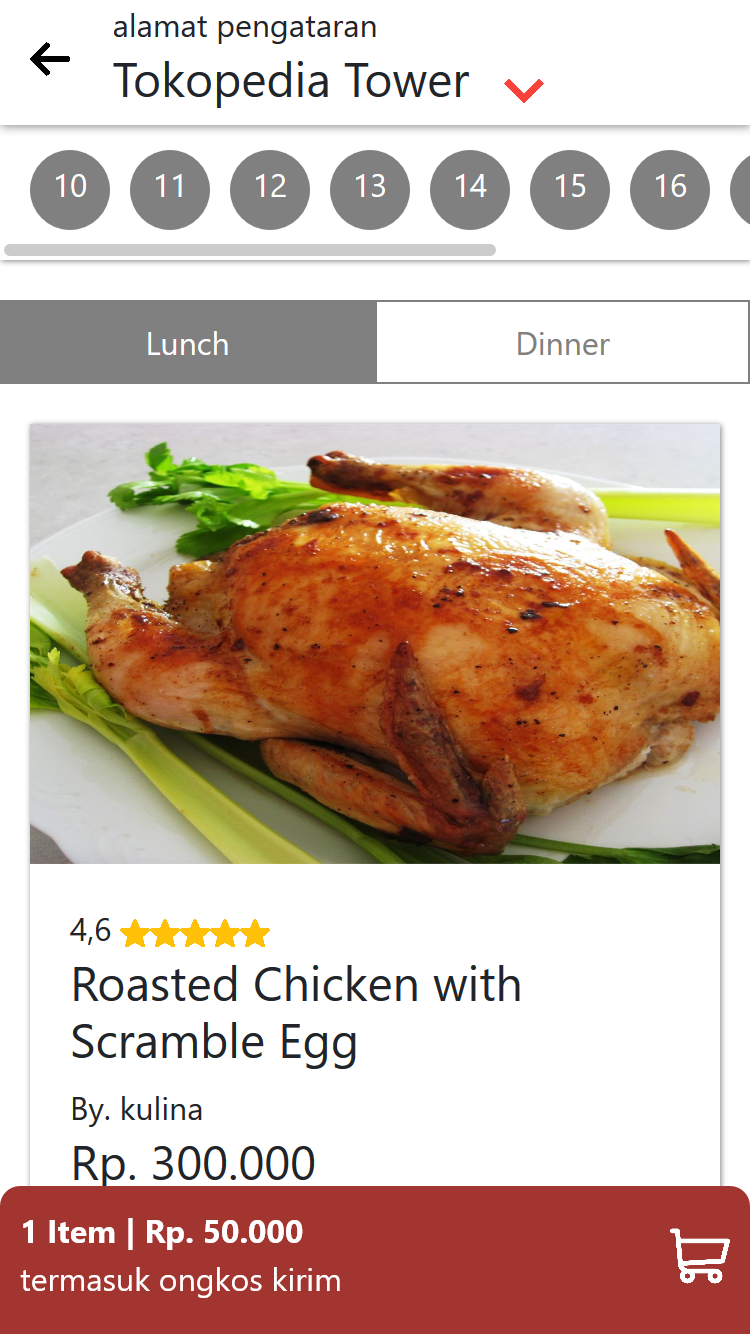 alamat pengataran
Tokopedia Tower
10 11 12 13 14 15 16
Lunch Dinner
4,6
Roasted Chicken with
Scramble Egg
By. kulina
Rp. 300.000
1 Item | Rp. 50.000
termasuk ongkos kirim